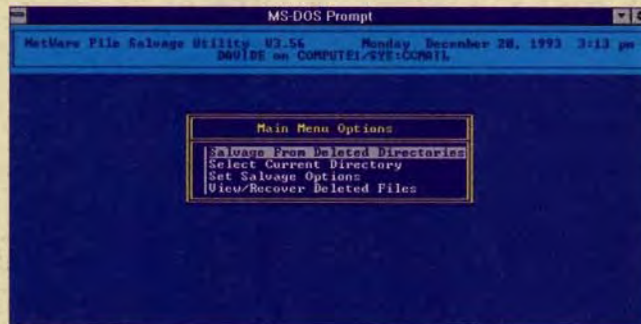 MS-DOS Prompt
NetWare File Salvage Utility V3.56 Monday December 20, 1993 3:13 pm
DAVIDE on COMPUTE1/SYS:CCMAIL
Main Menu Options
Salvage From Deleted Directories
Select Current Directory
Set Salvage Options
View/Recover Deleted Files